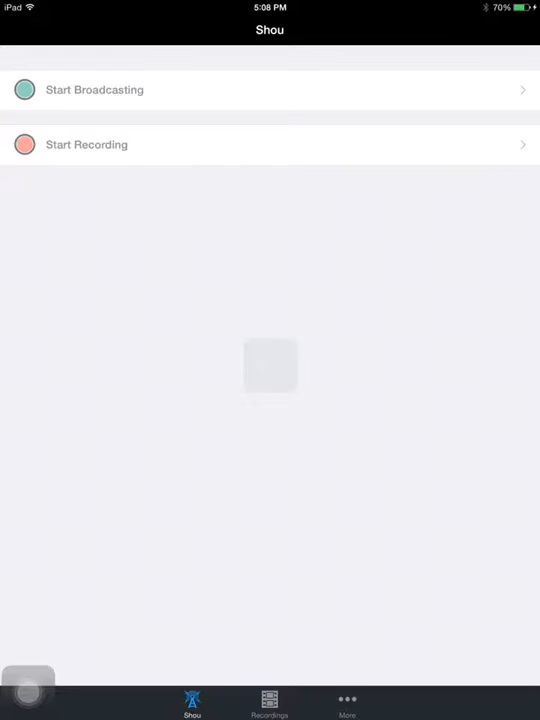 iPad 5:08 PM 70%
Shou
Start Broadcasting
Start Recording
Shou Recordings More